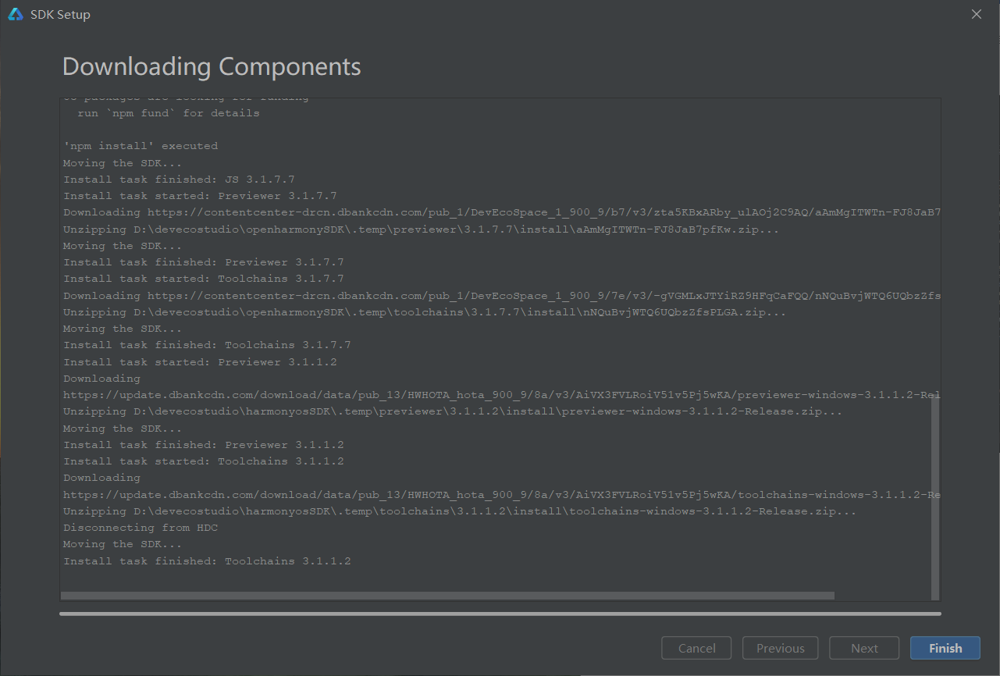 SDK Setup
Downloading Components
packages are looking for funding
run `npm fund` for details
'npm install' executed
Moving the SDK...
Install task finished: JS 3.1.7.7
Install task started: Previewer 3.1.7.7
Downloading https://contentcenter-drcn.dbankcdn.com/pub_1/DevEcoSpace_1_900_9/b7/v3/zta5KBxARby_ulAOj2C9AQ/aAmMgITWTn-FJ8JaB7
Unzipping D:\devecostudio\openharmonySDK\.temp\previewer\3.1.7.7\install\aAmMgITWTn-FJ8JaB7pfKw.zip...
Moving the SDK...
Install task finished: Previewer 3.1.7.7
Install task started: Toolchains 3.1.7.7
Downloading https://contentcenter-drcn.dbankcdn.com/pub_1/DevEcoSpace_1_900_9/7e/v3/-gVGMLxJTYiRZ9HFqCaFQQ/nNQuBvjWTQ6UQbzZfs
Unzipping D:\devecostudio\openharmonySDK\.temp\toolchains\3.1.7.7\install\nNQuBvjWTQ6UQbzZfsPLGA.zip...
Moving the SDK...
Install task finished: Toolchains 3.1.7.7
Install task started: Previewer 3.1.1.2
Downloading
https://update.dbankcdn.com/download/data/pub_13/HWHOTA_hota_900_9/8a/v3/AiVX3FVLRoiV51v5Pj5wKA/previewer-windows-3.1.1.2-Rel
Unzipping D:\devecostudio\harmonyosSDK\.temp\previewer\3.1.1.2\install\previewer-windows-3.1.1.2-Release.zip...
Moving the SDK...
Install task finished: Previewer 3.1.1.2
Install task started: Toolchains 3.1.1.2
Downloading
https://update.dbankcdn.com/download/data/pub_13/HWHOTA_hota_900_9/8a/v3/AiVX3FVLRoiV51v5Pj5wKA/toolchains-windows-3.1.1.2-Re
Unzipping D:\devecostudio\harmonyosSDK\.temp\toolchains\3.1.1.2\install\toolchains-windows-3.1.1.2-Release.zip...
Disconnecting from HDC
Moving the SDK...
Install task finished: Toolchains 3.1.1.2
Cancel
Previous
Next
Finish